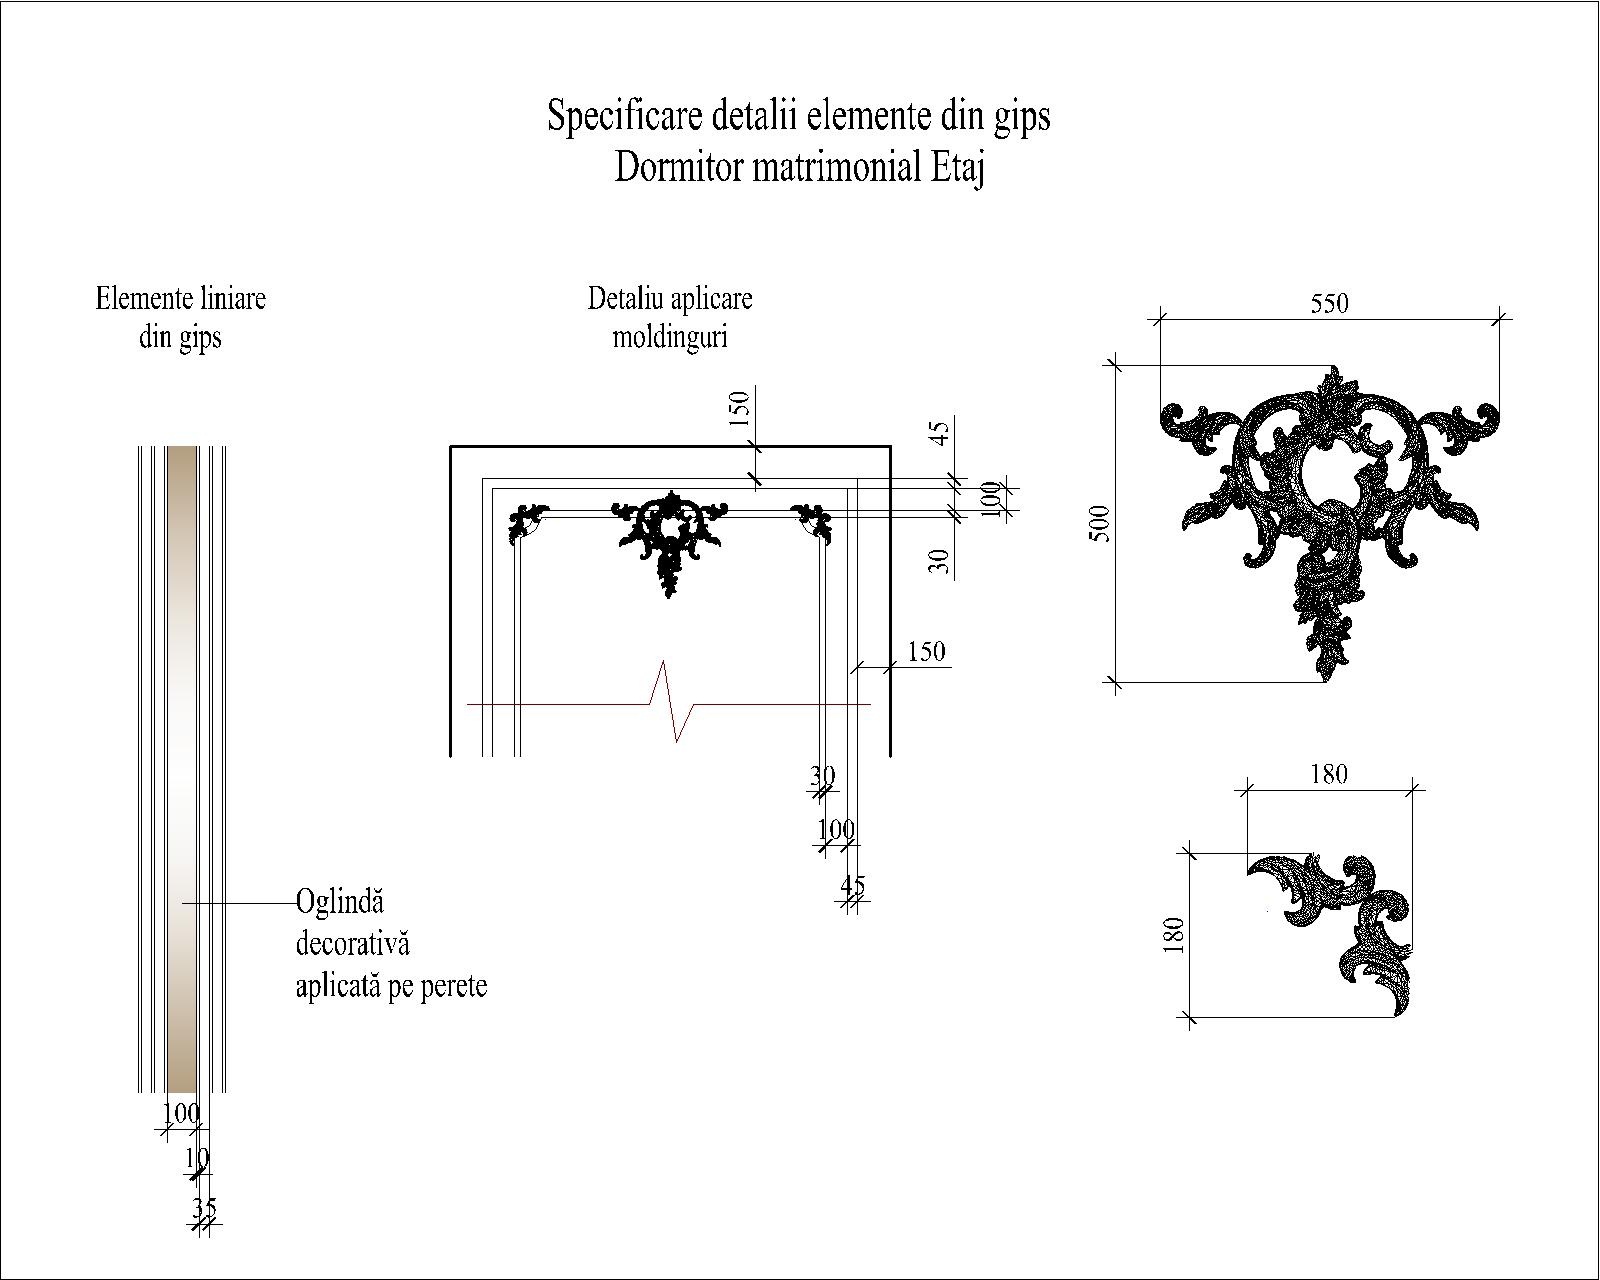 Specificare detalii elemente din gips
Dormitor matrimonial Etaj
Elemente liniare
din gips
Detaliu aplicare
moldinguri
550
150
45
100
500
30
150
180
30
100
45
180
Oglindă
decorativă
aplicată pe perete
100
10
35